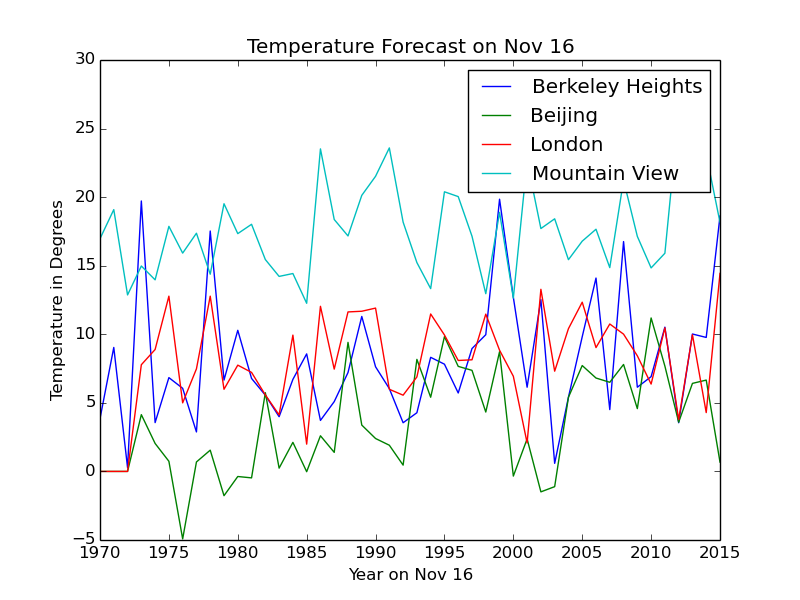 Temperature Forecast on Nov 16
30
25
20
15
10
5
0
−5
Temperature in Degrees
Berkeley Heights
Beijing
London
Mountain View
1970 1975 1980 1985 1990 1995 2000 2005 2010 2015
Year on Nov 16